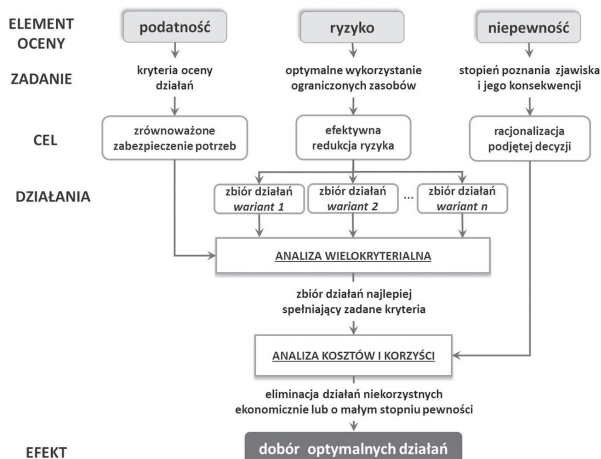 ELEMENT
OCENY
podatność
ryzyko
niepewność
ZADANIE
kryteria oceny
działań
optymalne wykorzystanie
ograniczonych zasobów
stopień poznania zjawiska
i jego konsekwencji
CEL
zrównoważone
zabezpieczenie potrzeb
efektywna
redukcja ryzyka
racjonalizacja
podjętej decyzji
DZIAŁANIA
zbiór działań
wariant 1
zbiór działań
wariant 2
...
zbiór działań
wariant n
ANALIZA WIELOKRYTERIALNA
zbiór działań najlepiej
spełniający zadane kryteria
ANALIZA KOSZTÓW I KORZYŚCI
eliminacja działań niekorzystnych
ekonomicznie lub o małym stopniu pewności
EFEKT
dobór optymalnych działań